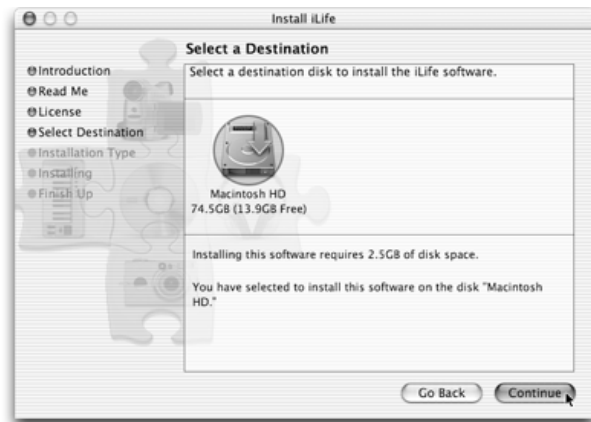 Install iLife
Select a Destination
Introduction
Read Me
License
Select Destination
Installation Type
Installing
Finish Up
Select a destination disk to install the iLife software.
Macintosh HD
74.5GB (13.9GB Free)
Installing this software requires 2.5GB of disk space.
You have selected to install this software on the disk "Macintosh
HD."
Go Back
Continue